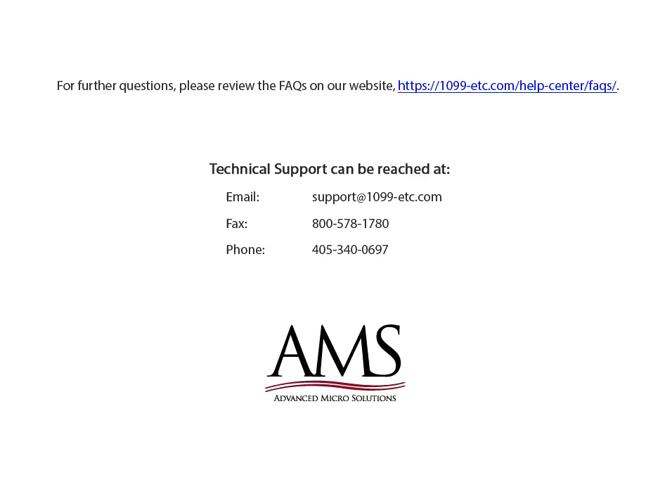 For further questions, please review the FAQs on our website, https://1099-etc.com/help-center/faqs/.
Technical Support can be reached at:
Email: support@1099-etc.com
Fax: 800-578-1780
Phone: 405-340-0697
AMS
ADVANCED MICRO SOLUTIONS